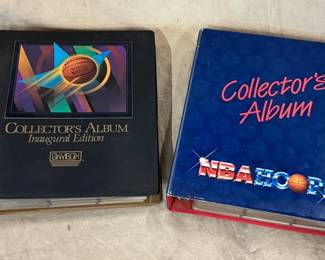 COLLECTOR'S ALBUM
Inaugural Edition
SKYBOX
Collector's
Album
NBA HOOPS